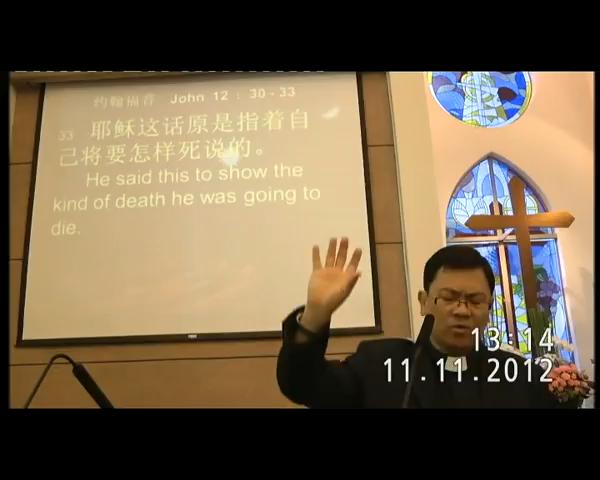 约翰福音 John 12 : 30 - 33
33 耶稣这话原是指着自
己将要怎样死说的。
He said this to show the
kind of death he was going to
die.
13:14
11.11.2012